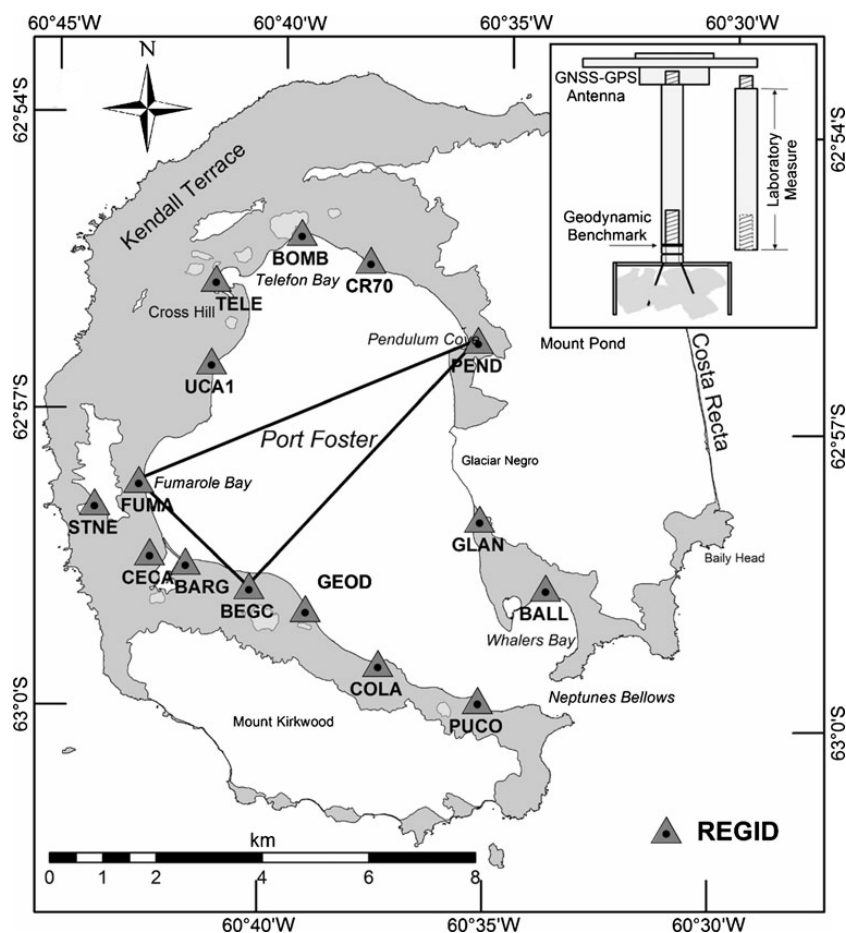 60°45'W
60°40'W
60°35'W
60°30'W
N
62°54'S
62°54'S
GNSS-GPS
Antenna
Laboratory
Measure
Geodynamic
Benchmark
Kendall Terrace
BOMB
Telefon Bay
CR70
TELE
Cross Hill
Pendulum Cove
PEND
Mount Pond
Costa Recta
UCA1
62°57'S
62°57'S
Port Foster
Glaciar Negro
Fumarole Bay
FUMA
STNE
GLAN
CECA
BARG
BEGC
GEOD
Baily Head
BALL
Whalers Bay
COLA
Neptunes Bellows
PUCO
Mount Kirkwood
63°0'S
63°0'S
REGID
km
0 1 2 4 6 8
60°40'W
60°35'W
60°30'W